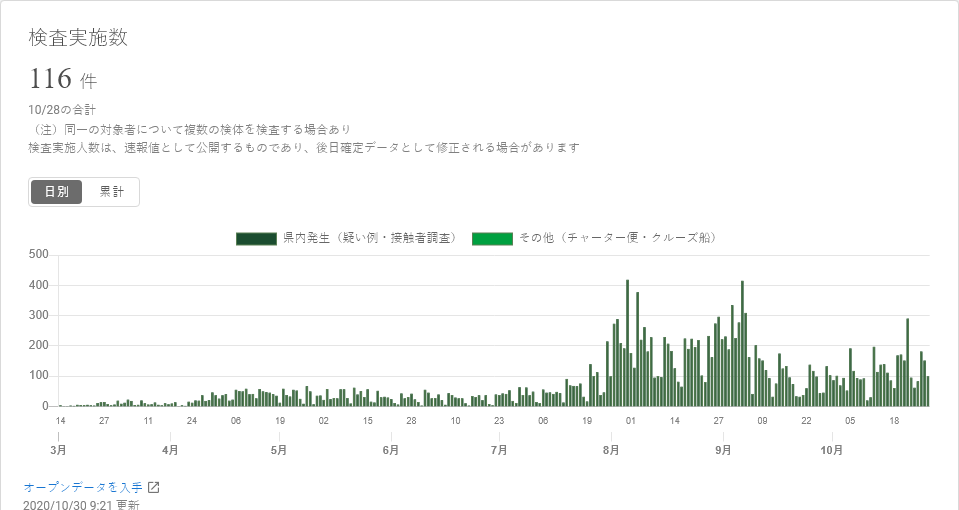 検査実施数
116 件
10/28の合計
（注）同一の対象者について複数の検体を検査する場合あり
検査実施人数は、速報値として公開するものであり、後日確定データとして修正される場合があります
日別 累計
県内発生（疑い例・接触者調査） その他（チャーター便・クルーズ船）
500
400
300
200
100
0
14 27 11 24 06 19 02 15 28 10 23 06 19 01 14 27 09 22 05 18
3月 4月 5月 6月 7月 8月 9月 10月
オープンデータを入手
2020/10/30 9:21 更新